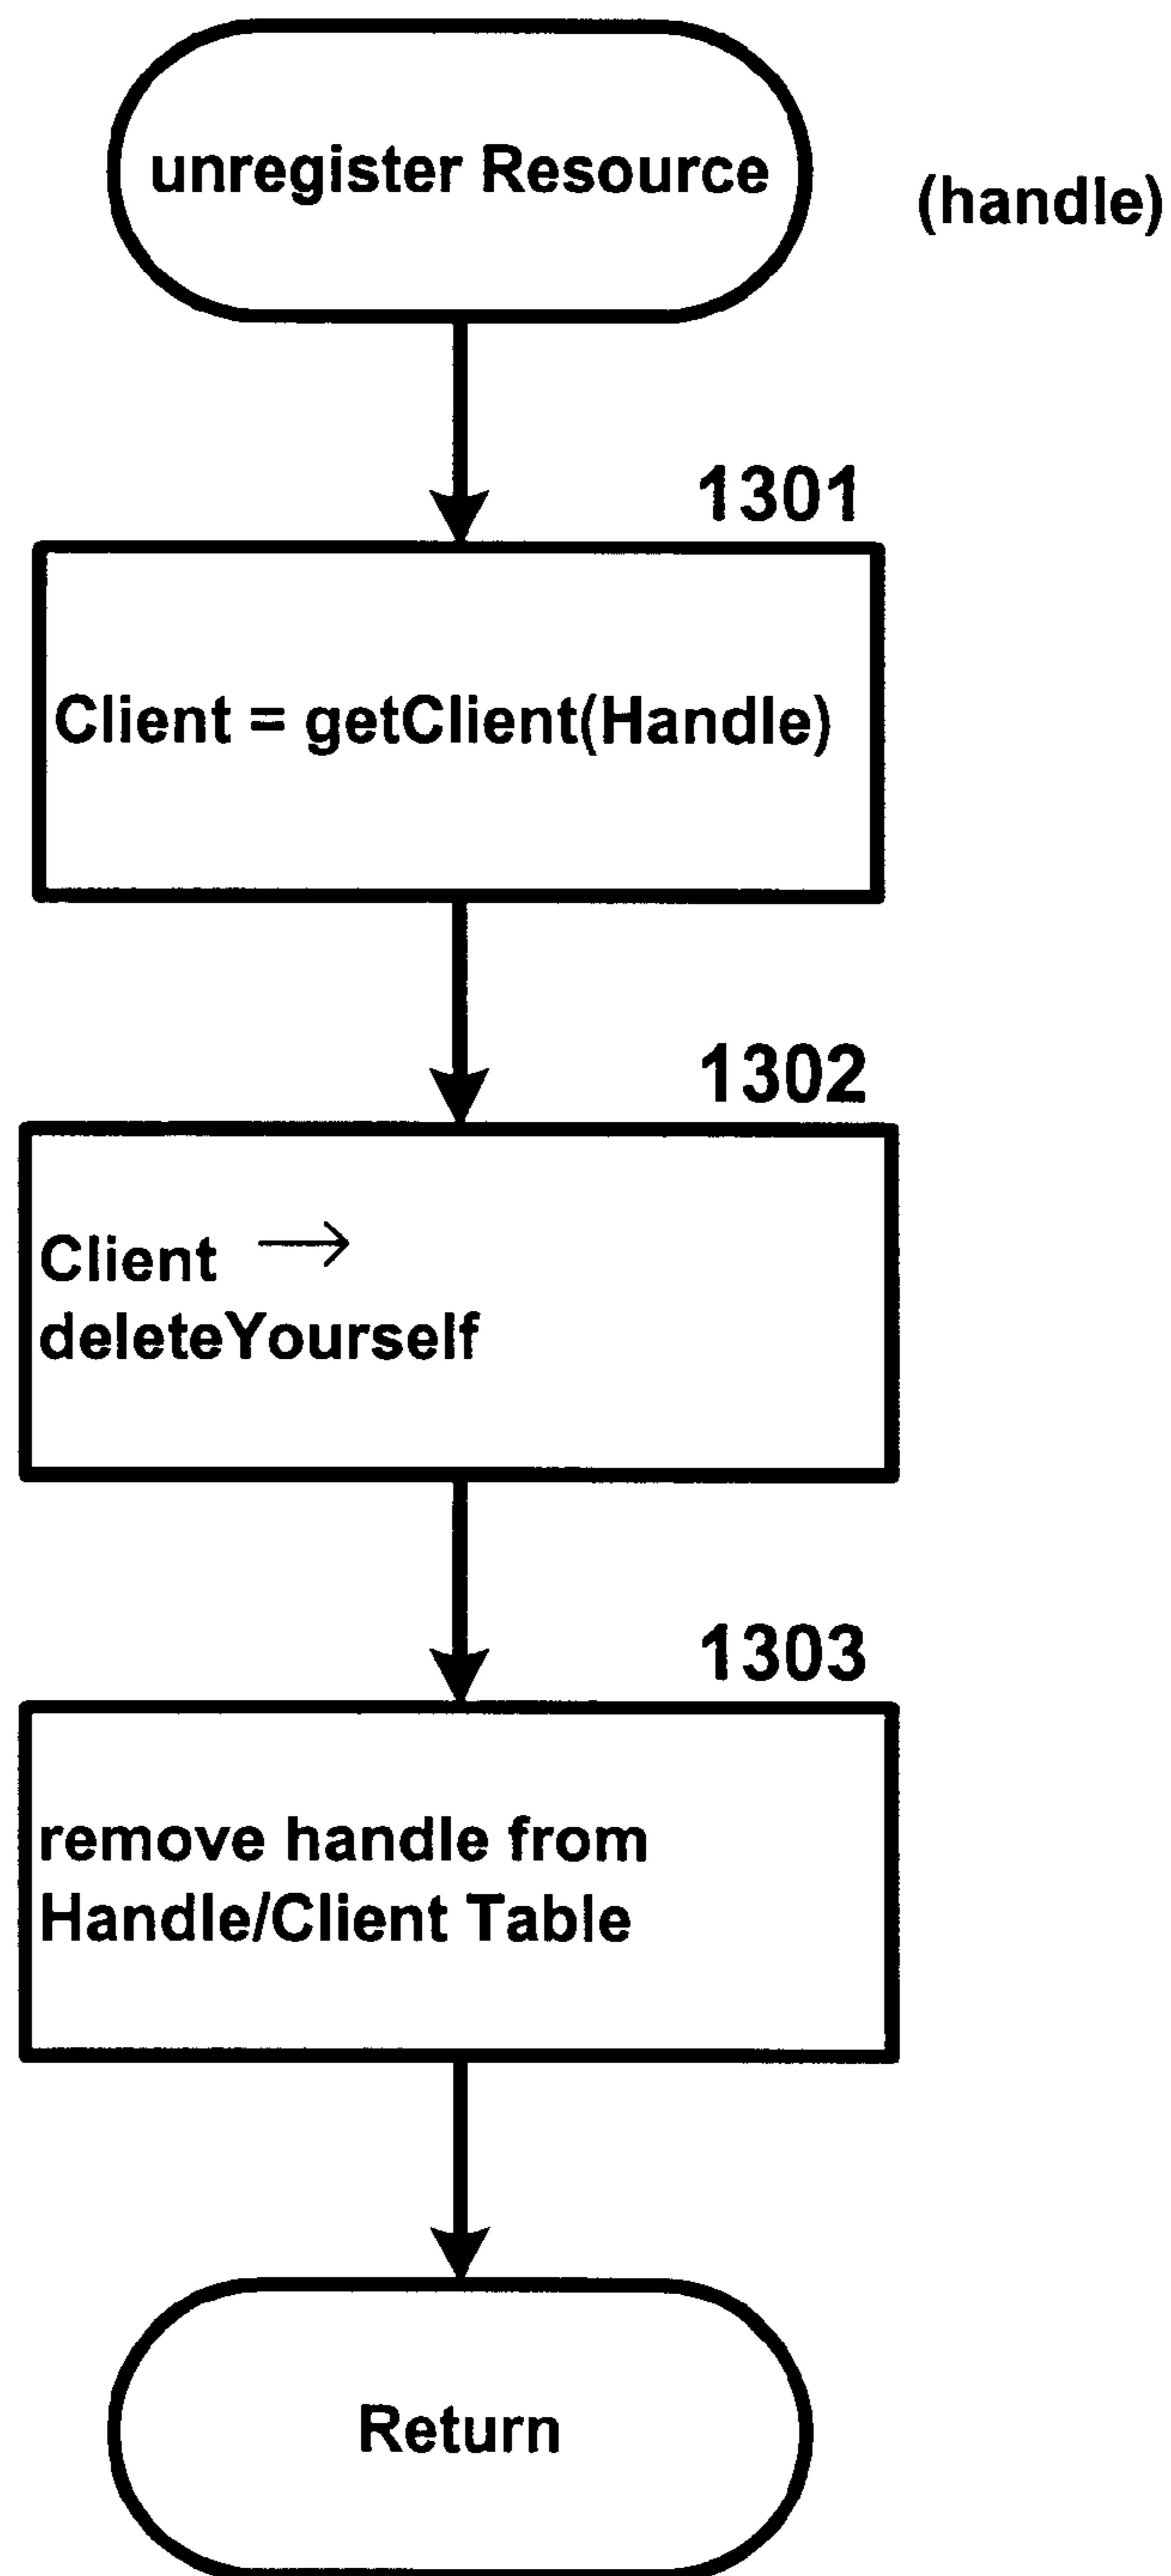 unregister Resource
(handle)
1301
Client = getClient(Handle)
1302
Client →
deleteYourself
1303
remove handle from
Handle/Client Table
Return